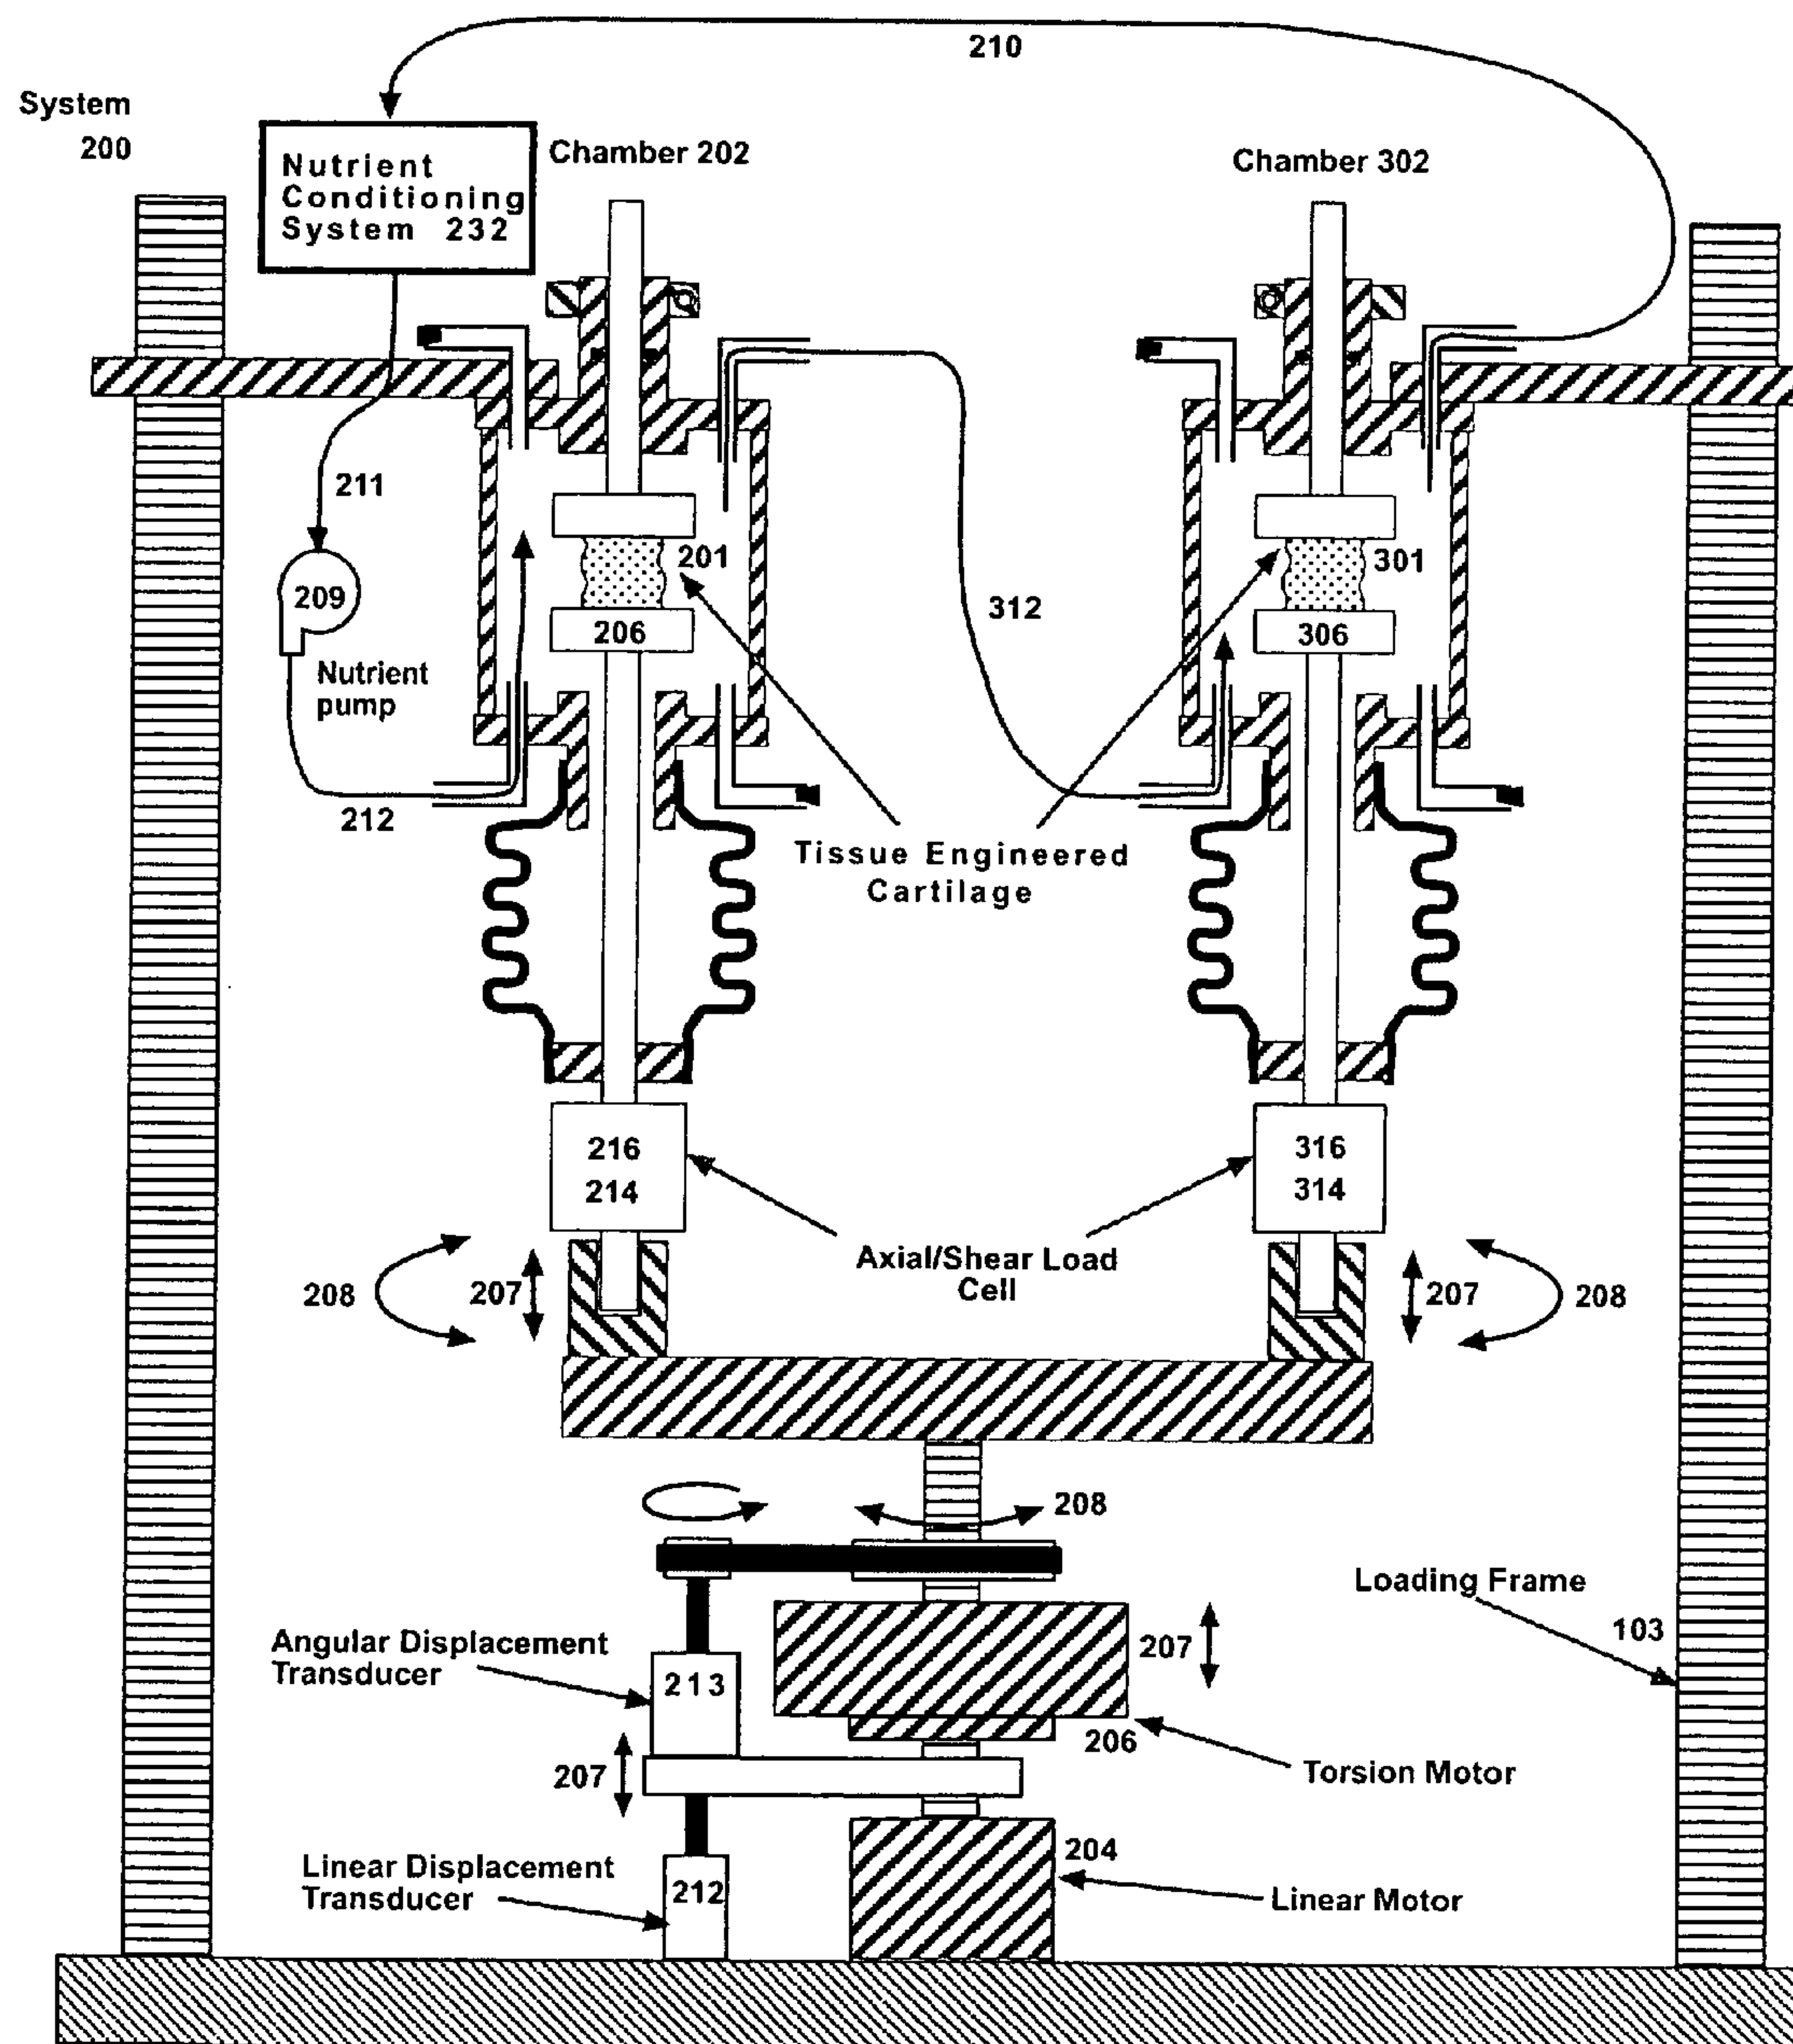 210
System
200
Nutrient
Conditioning
System 232
Chamber 202
Chamber 302
211
201
301
209
206
312
306
Nutrient
pump
212
Tissue Engineered
Cartilage
216
214
316
314
Axial/Shear Load
Cell
208
207
207
208
208
Loading Frame
103
Angular Displacement
Transducer
213
207
206
207
Torsion Motor
Linear Displacement
Transducer
212
204
Linear Motor